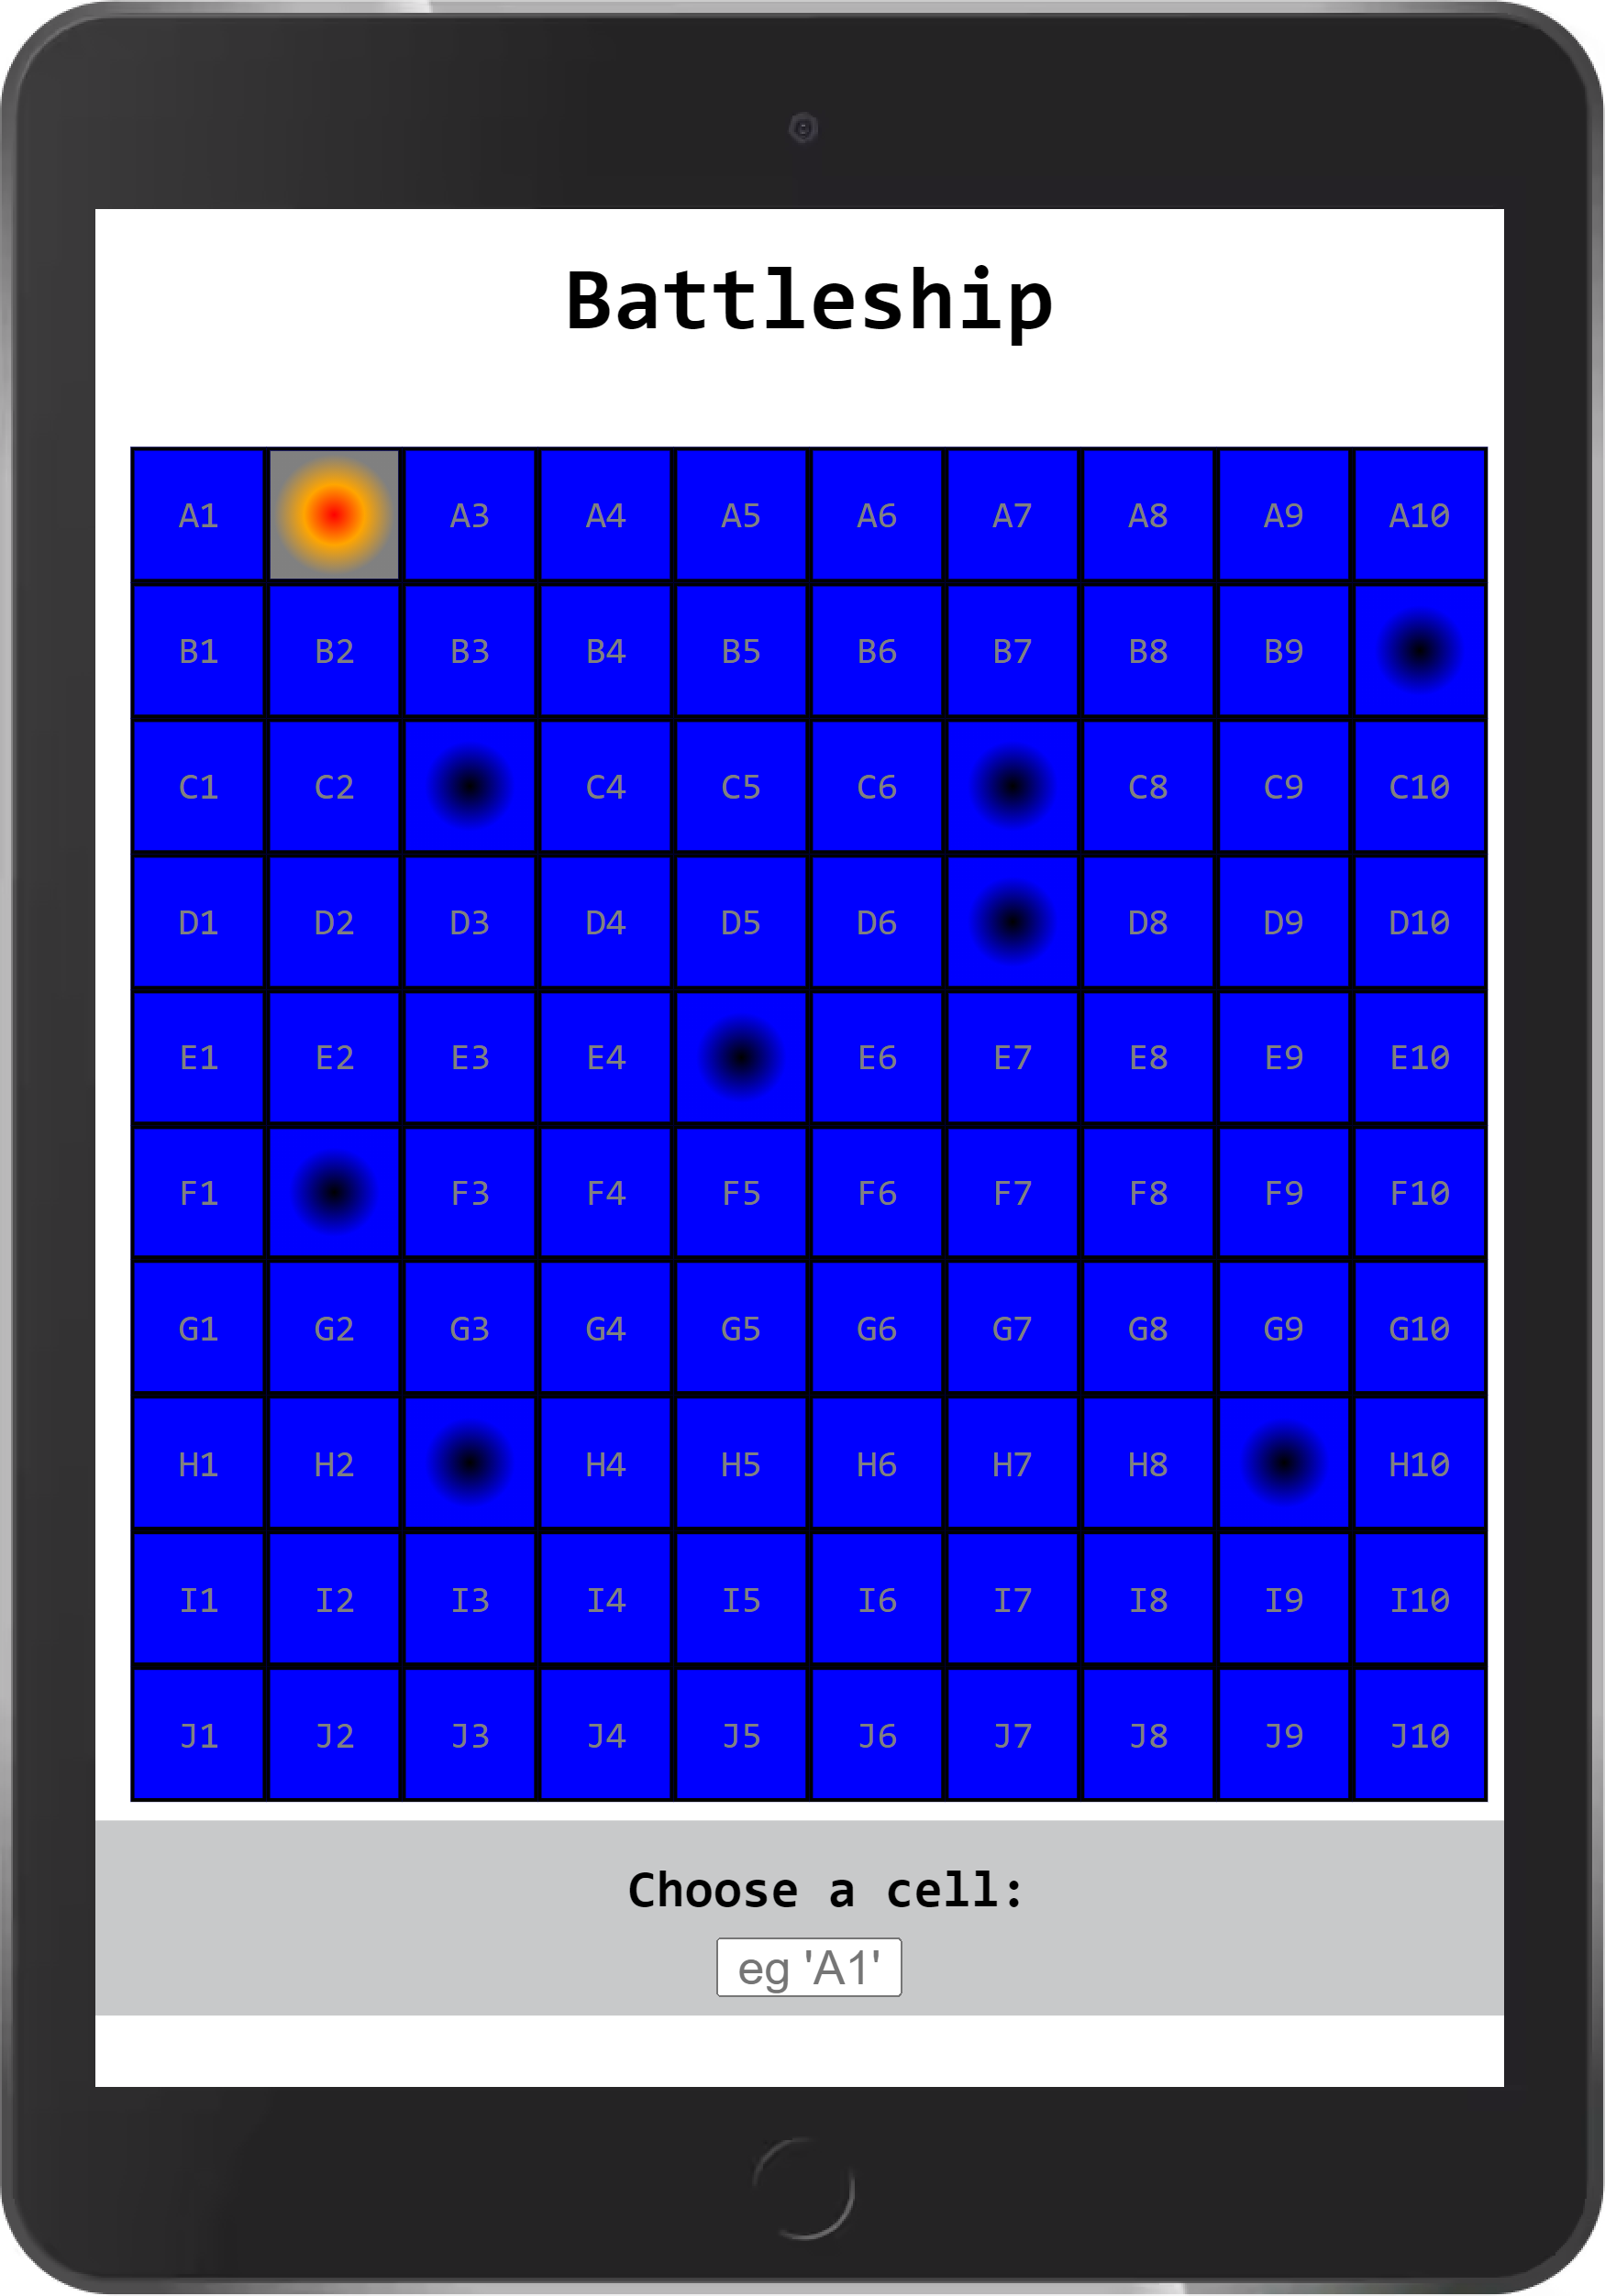 Battleship
A1 A3 A4 A5 A6 A7 A8 A9 A10
B1 B2 B3 B4 B5 B6 B7 B8 B9
C1 C2 C4 C5 C6 C8 C9 C10
D1 D2 D3 D4 D5 D6 D8 D9 D10
E1 E2 E3 E4 E6 E7 E8 E9 E10
F1 F3 F4 F5 F6 F7 F8 F9 F10
G1 G2 G3 G4 G5 G6 G7 G8 G9 G10
H1 H2 H4 H5 H6 H7 H8 H10
I1 I2 I3 I4 I5 I6 I7 I8 I9 I10
J1 J2 J3 J4 J5 J6 J7 J8 J9 J10
Choose a cell:
eg 'A1'